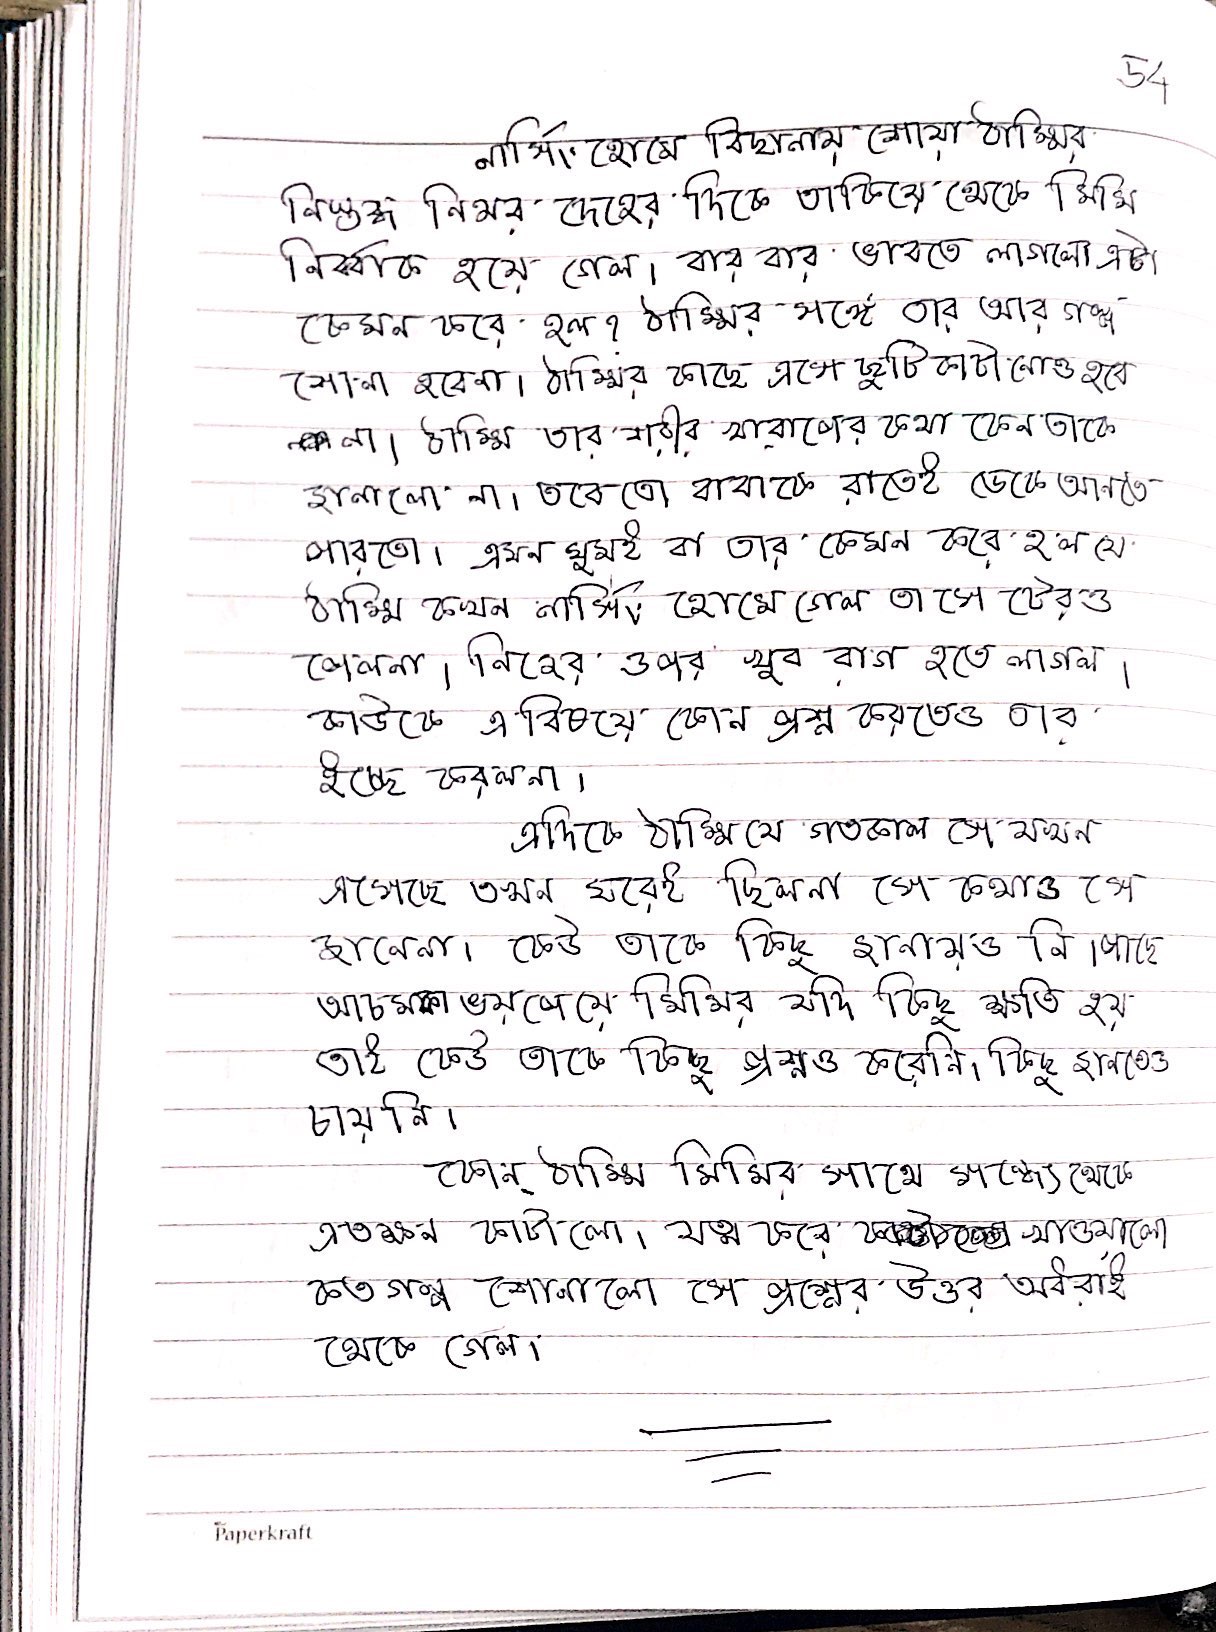 54
নার্সিং হোমে বিছানায় শোয়া ঠাম্মির
নিস্তব্ধ নিথর দেহের দিকে তাকিয়ে থেকে মিমি
নির্ব্বাক হয়ে গেল। বার বার ভাবতে লাগলো এটা
কেমন করে হল? ঠাম্মির সঙ্গে তার আর গল্প
শোনা হবেনা। ঠাম্মির কাছে এসে ছুটি কাটানোও হবে
না। ঠাম্মি তার শরীর খারাপের কথা কেন তাকে
জানালো না। তবে তো বাবাকে রাতেই ডেকে আনতে
পারতো। এমন ঘুমই বা তার কেমন করে হল যে
ঠাম্মি কখন নার্সিং হোমে গেল তা সে টেরও
পেলনা। নিজের ওপর খুব রাগ হতে লাগল।
কাউকে এ বিষয়ে কোন প্রশ্ন করতেও তার
ইচ্ছে করলনা।
এদিকে ঠাম্মি যে গতকাল সে যখন
এসেছে তখন ঘরেই ছিলনা সে কথাও সে
জানেনা। কেউ তাকে কিছু জানায়ও নি। পাছে
আচমকা ভয় পেয়ে মিমির যদি কিছু ক্ষতি হয়
তাই কেউ তাকে কিছু প্রশ্নও করেনি। কিছু জানতেও
চায় নি।
কোন্ ঠাম্মি মিমির সাথে সন্ধ্যে থেকে
এতক্ষন কাটালো। যত্ন করে খাওয়ালো
কত গল্প শোনালো সে প্রশ্নের উত্তর অধরাই
থেকে গেল।
Paperkraft